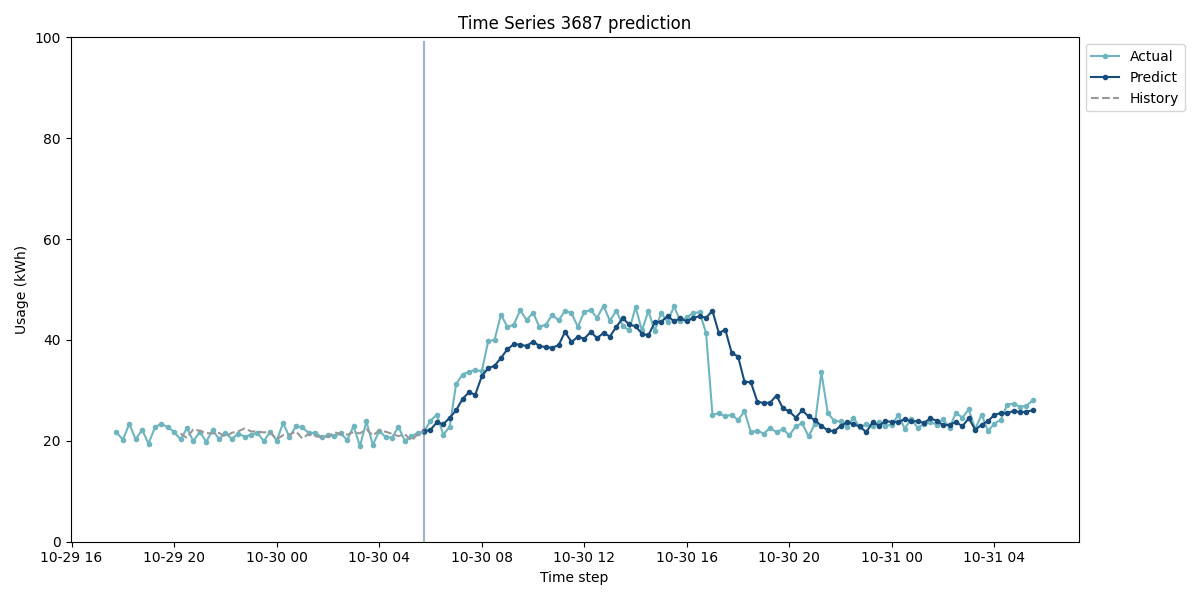 Time Series 3687 prediction
100
80
60
40
20
0
Usage (kWh)
10-29 16
10-29 20
10-30 00
10-30 04
10-30 08
10-30 12
10-30 16
10-30 20
10-31 00
10-31 04
Time step
Actual
Predict
History